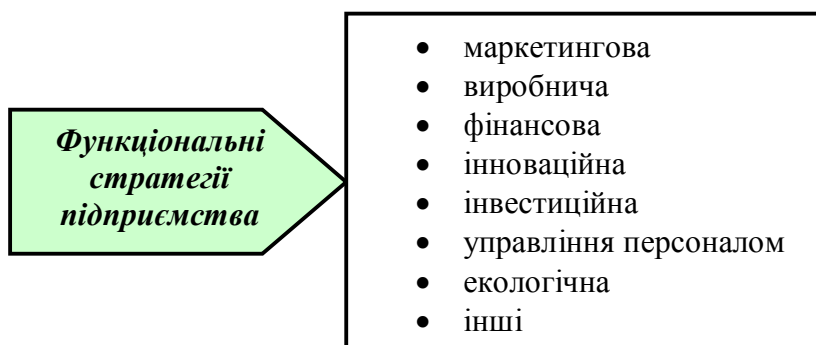 Функціональні
стратегії
підприємства
• маркетингова
• виробнича
• фінансова
• інноваційна
• інвестиційна
• управління персоналом
• екологічна
• інші